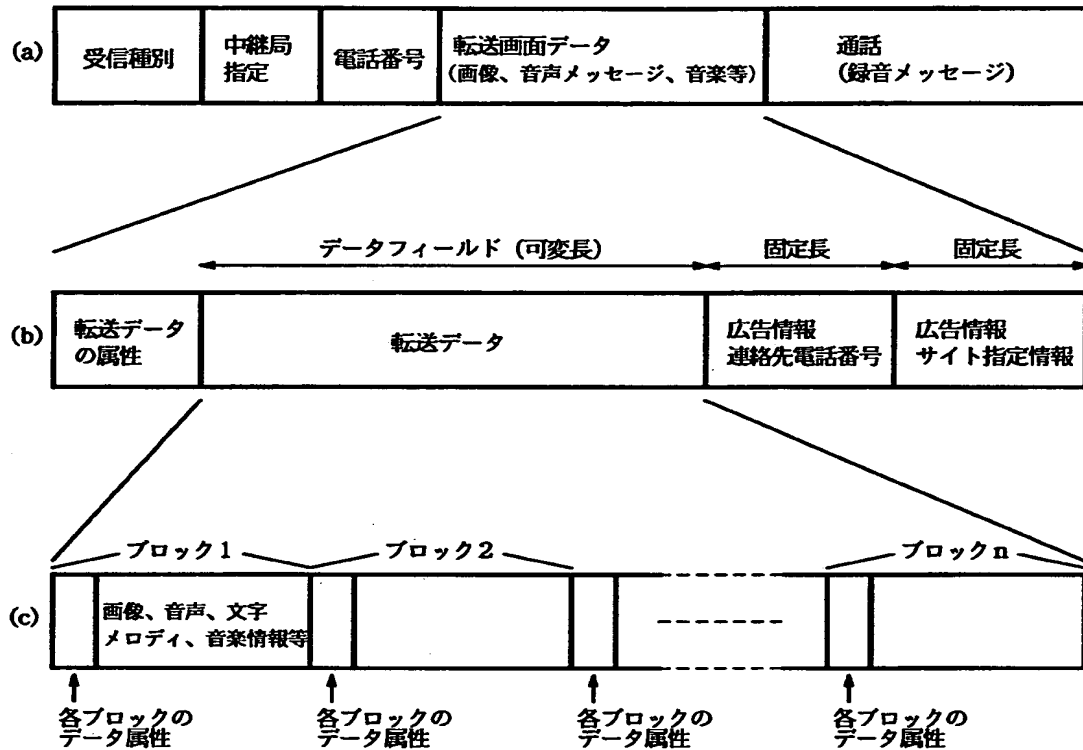 (a)
受信種別
中継局
指定
電話番号
転送画面データ
(画像、音声メッセージ、音楽等)
通話
(録音メッセージ)
データフィールド (可変長)
固定長
固定長
(b)
転送データ
の属性
転送データ
広告情報
連絡先電話番号
広告情報
サイト指定情報
ブロック1
ブロック2
ブロックn
(c)
画像、音声、文字
メロディ、音楽情報等
各ブロックの
データ属性
各ブロックの
データ属性
各ブロックの
データ属性
各ブロックの
データ属性